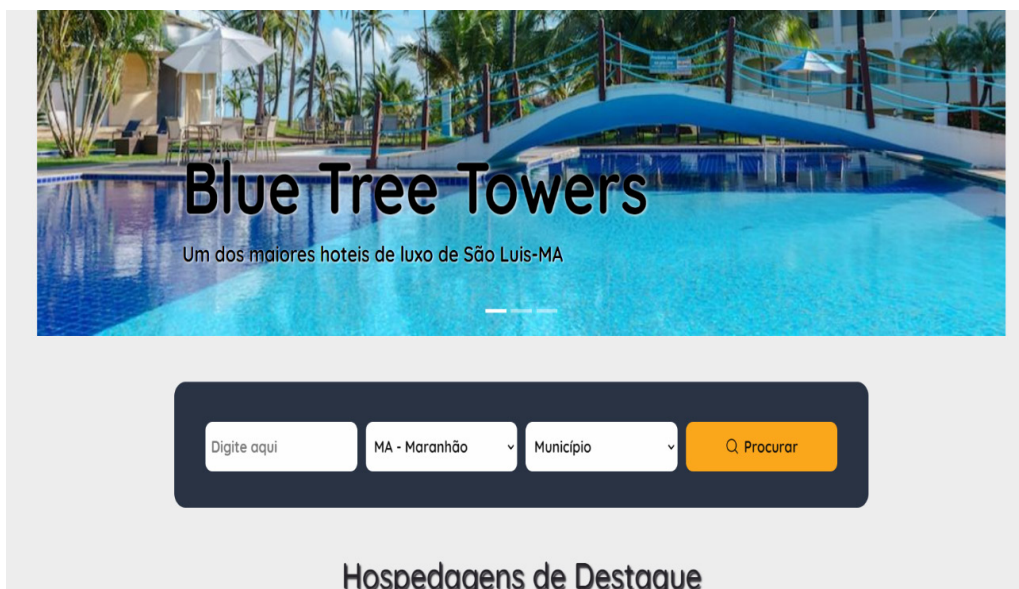 Blue Tree Towers
Um dos maiores hoteis de luxo de São Luis-MA
Digite aqui
MA - Maranhão
Município
Procurar
Hospedagens de Destaque